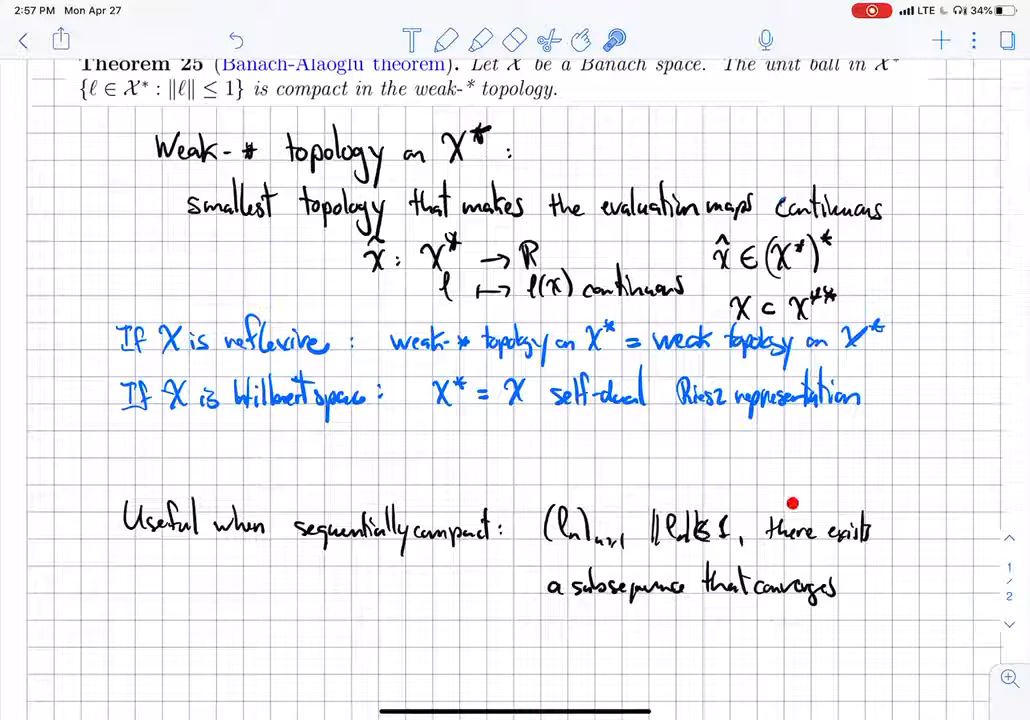 2:57 PM Mon Apr 27
LTE 34%
Theorem 25 (Banach-Alaoglu theorem). Let X be a Banach space. The unit ball in X*
{ℓ ∈ X* : ‖ℓ‖ ≤ 1} is compact in the weak-* topology.
Weak-* topology on X* :
smallest topology that makes the evaluation maps continuous
x̂ : X* → ℝ x̂ ∈ (X*)*
ℓ ↦ ℓ(x) continuous
X ⊂ X**
If X is reflexive : weak-* topology on X* = weak topology on X*
If X is Hilbert space : X* = X self-dual Riesz representation
Useful when sequentially compact : (ℓn)n≥1 ‖ℓn‖ ≤ 1, there exists
a subsequence that converges
1
/
2